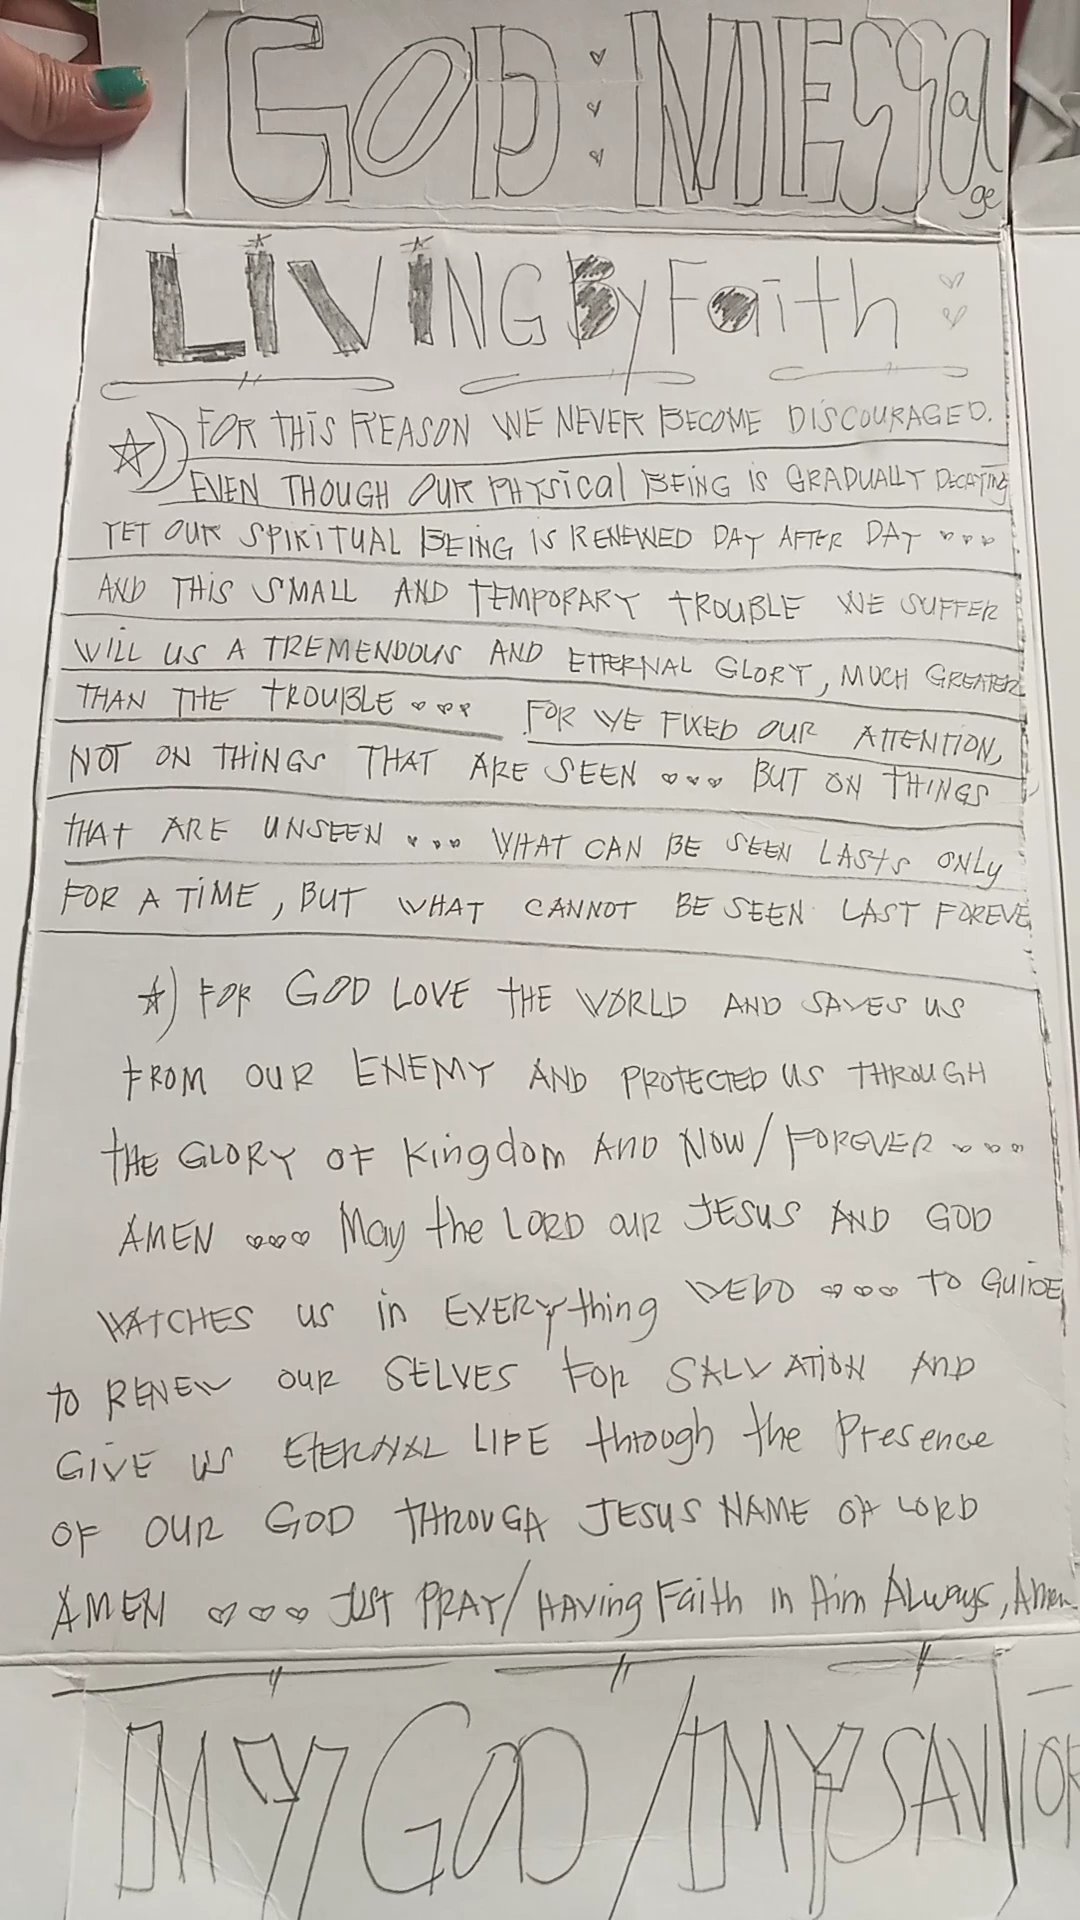 GOD: MESSAge
LIVING By Faith
FOR THIS REASON WE NEVER BECOME DISCOURAGED.
EVEN THOUGH OUR PHYSICAL BEING IS GRADUALLY DECAYING
YET OUR SPIRITUAL BEING IS RENEWED DAY AFTER DAY
AND THIS SMALL AND TEMPORARY TROUBLE WE SUFFER
WILL US A TREMENDOUS AND ETERNAL GLORY, MUCH GREATER
THAN THE TROUBLE FOR WE FIXED OUR ATTENTION,
NOT ON THINGS THAT ARE SEEN BUT ON THINGS
THAT ARE UNSEEN WHAT CAN BE SEEN LASTS ONLY
FOR A TIME, BUT WHAT CANNOT BE SEEN LAST FOREVE
FOR GOD LOVE THE WORLD AND SAVES US
FROM OUR ENEMY AND PROTECTED US THROUGH
THE GLORY OF Kingdom AND NOW/FOREVER
AMEN May the LORD OUR JESUS AND GOD
WATCHES US in EVERYthing WE DO TO GUIDE
TO RENEW OUR SELVES FOR SALVATION AND
GIVE US ETERNAL LIFE through the Presence
OF OUR GOD THROUGH JESUS NAME OF LORD
AMEN JUST PRAY/HAVing Faith in Him ALways, Amen
MY GOD/MY SAVIOR